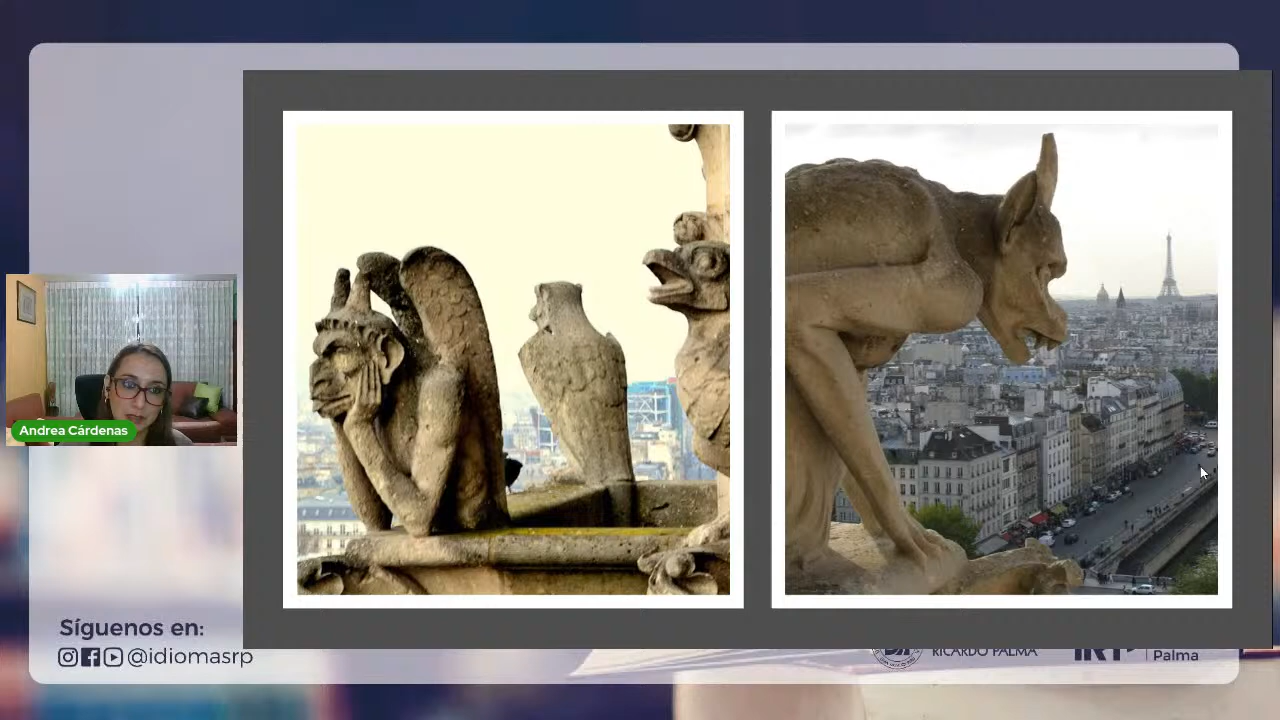 Andrea Cárdenas
Síguenos en:
@idiomasrp
RICARDO PALMA
Palma